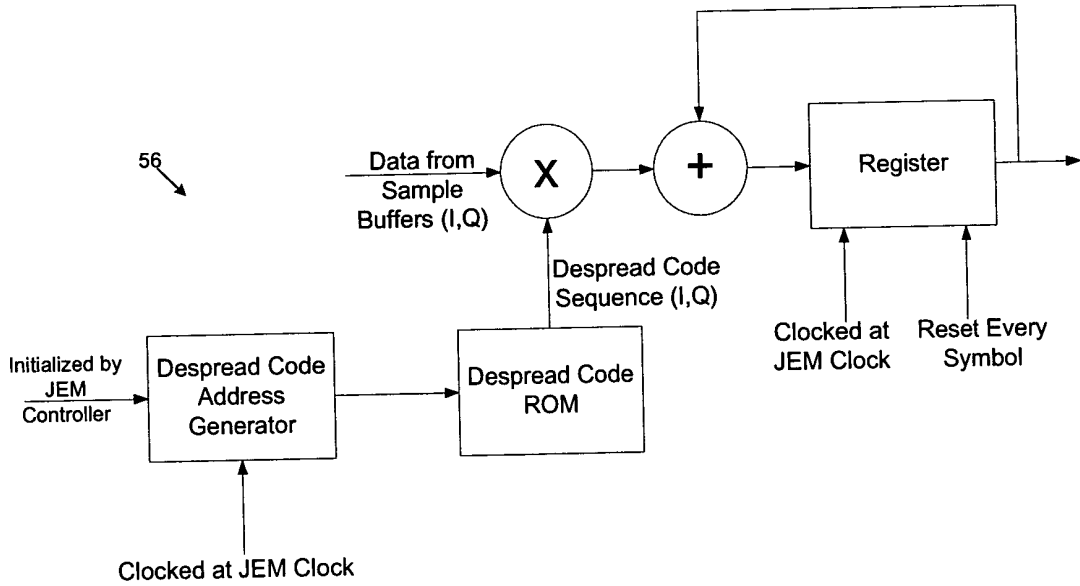 56
Data from
Sample
Buffers (I,Q)
X
+
Register
Despread Code
Sequence (I,Q)
Clocked at
JEM Clock
Reset Every
Symbol
Initialized by
JEM
Controller
Despread Code
Address
Generator
Despread Code
ROM
Clocked at JEM Clock